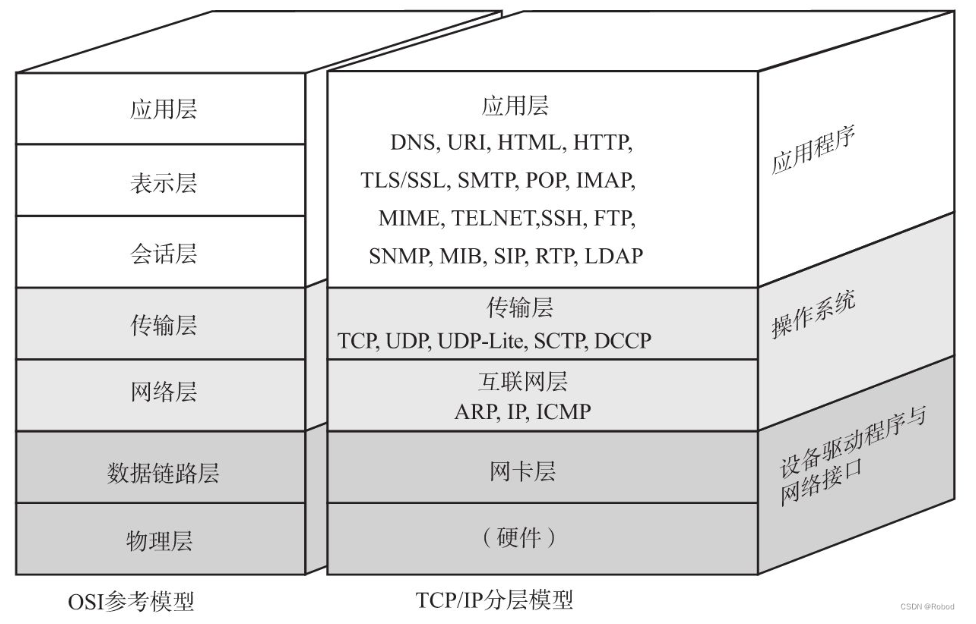 应用层
表示层
会话层
传输层
网络层
数据链路层
物理层
OSI参考模型
应用层
DNS, URI, HTML, HTTP,
TLS/SSL, SMTP, POP, IMAP,
MIME, TELNET,SSH, FTP,
SNMP, MIB, SIP, RTP, LDAP
传输层
TCP, UDP, UDP-Lite, SCTP, DCCP
互联网层
ARP, IP, ICMP
网卡层
（硬件）
TCP/IP分层模型
应用程序
操作系统
设备驱动程序与
网络接口
CSDN @Robod